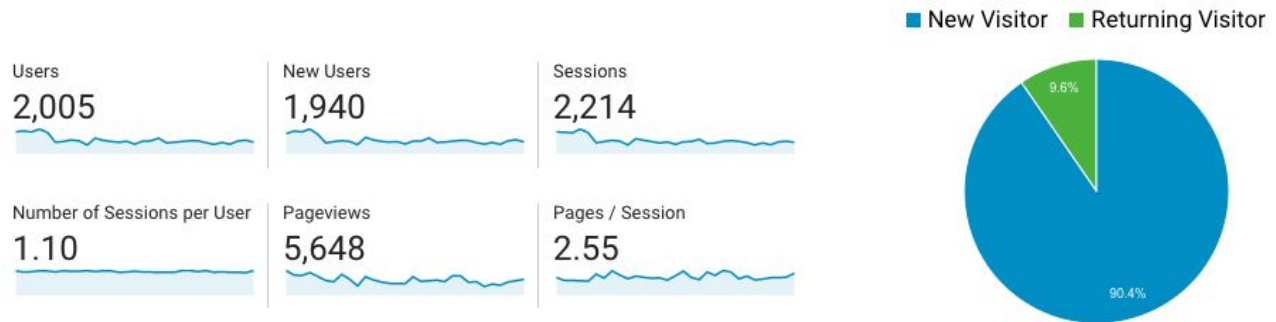 New Visitor Returning Visitor
Users
2,005
New Users
1,940
Sessions
2,214
Number of Sessions per User
1.10
Pageviews
5,648
Pages / Session
2.55
9.6%
90.4%